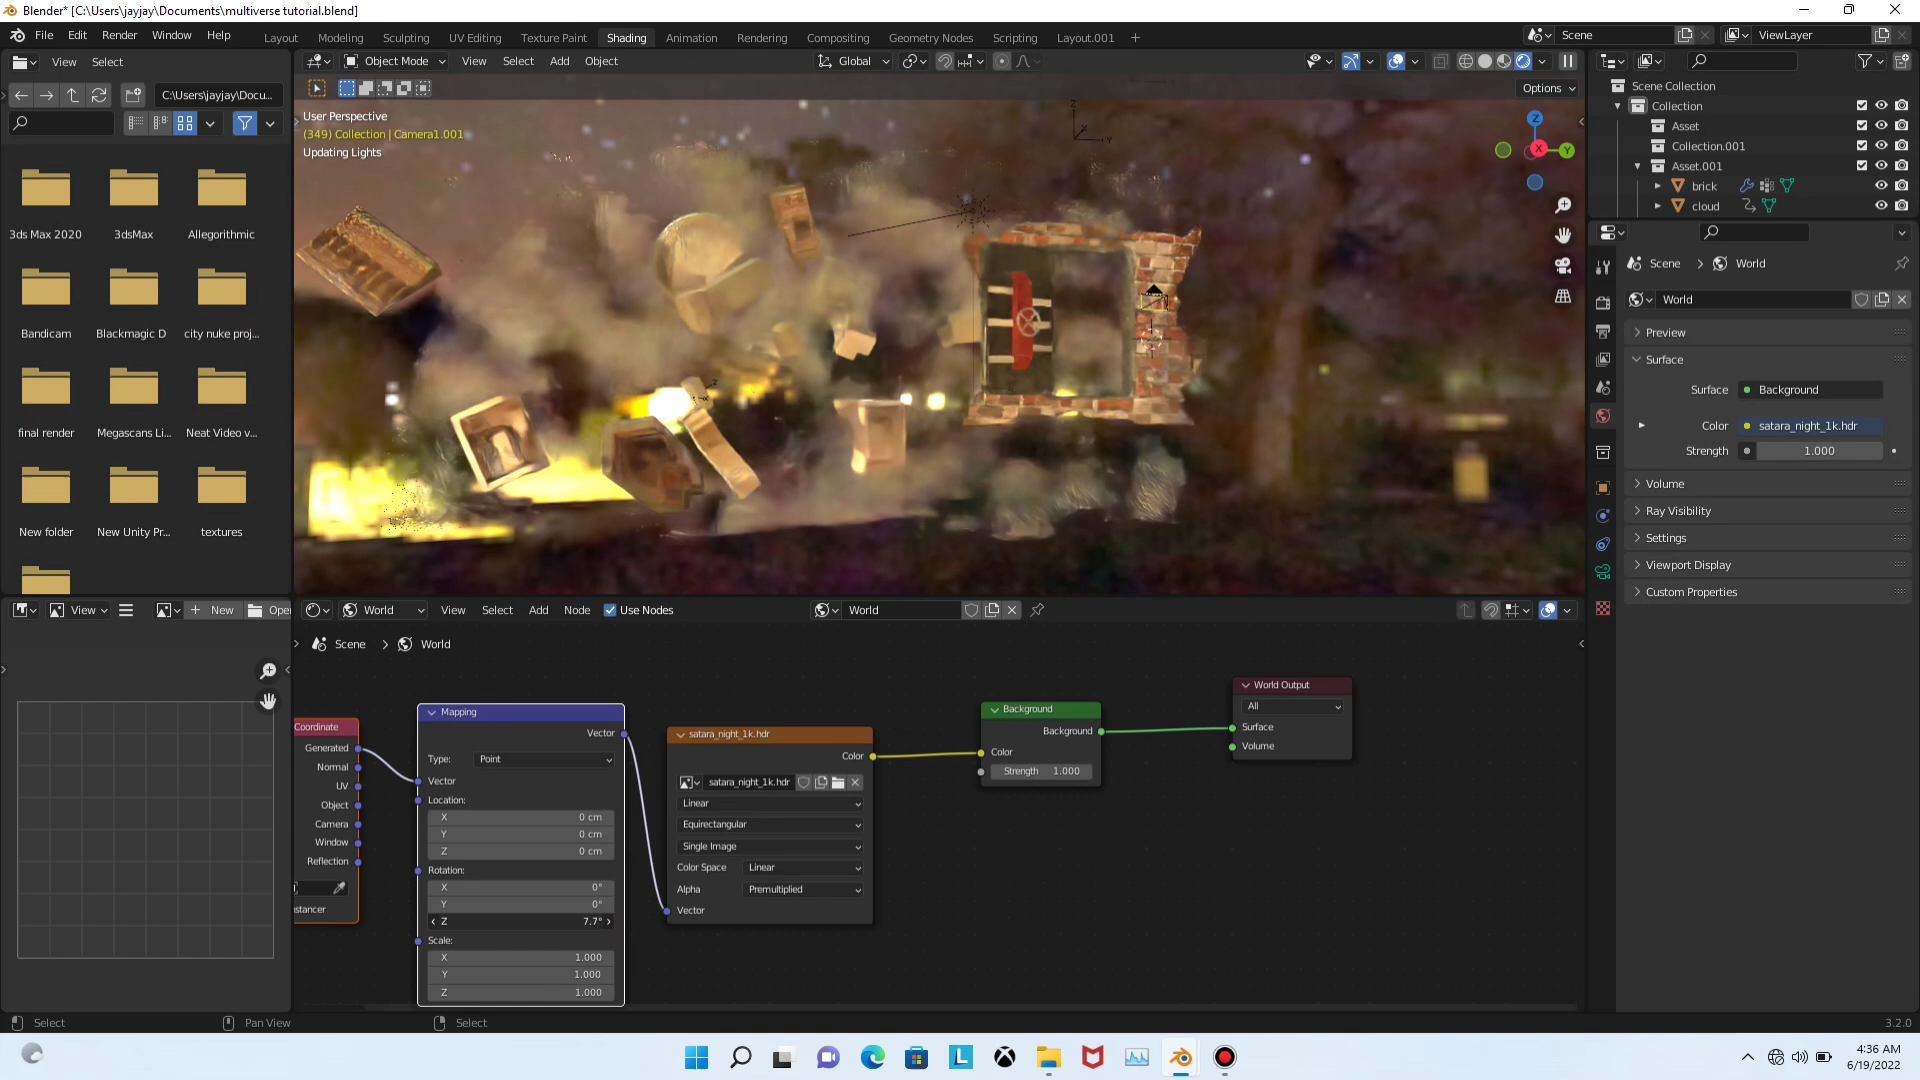 Blender* [C:\Users\jayjay\Documents\multiverse tutorial.blend]
File Edit Render Window Help
Layout Modeling Sculpting UV Editing Texture Paint Shading Animation Rendering Compositing Geometry Nodes Scripting Layout.001 +
Scene
ViewLayer
View Select
Object Mode View Select Add Object
Global
C:\Users\jayjay\Docu...
Options
User Perspective
(349) Collection | Camera1.001
Updating Lights
Z
X
Y
Z
X
Y
3ds Max 2020
3dsMax
Allegorithmic
Bandicam
Blackmagic D
city nuke proj...
final render
Megascans Li...
Neat Video v...
New folder
New Unity Pr...
textures
Scene Collection
Collection
Asset
Collection.001
Asset.001
brick
cloud
Scene > World
World
Preview
Surface
Surface Background
Color satara_night_1k.hdr
Strength 1.000
Volume
Ray Visibility
Settings
Viewport Display
Custom Properties
View
New
Open
World View Select Add Node Use Nodes
World
Scene > World
Coordinate
Generated
Normal
UV
Object
Camera
Window
Reflection
stancer
Mapping
Vector
Type: Point
Vector
Location:
X 0 cm
Y 0 cm
Z 0 cm
Rotation:
X 0°
Y 0°
Z 7.7°
Scale:
X 1.000
Y 1.000
Z 1.000
satara_night_1k.hdr
Color
satara_night_1k.hdr
Linear
Equirectangular
Single Image
Color Space Linear
Alpha Premultiplied
Vector
Background
Background
Color
Strength 1.000
World Output
All
Surface
Volume
Select
Pan View
Select
3.2.0
4:36 AM
6/19/2022